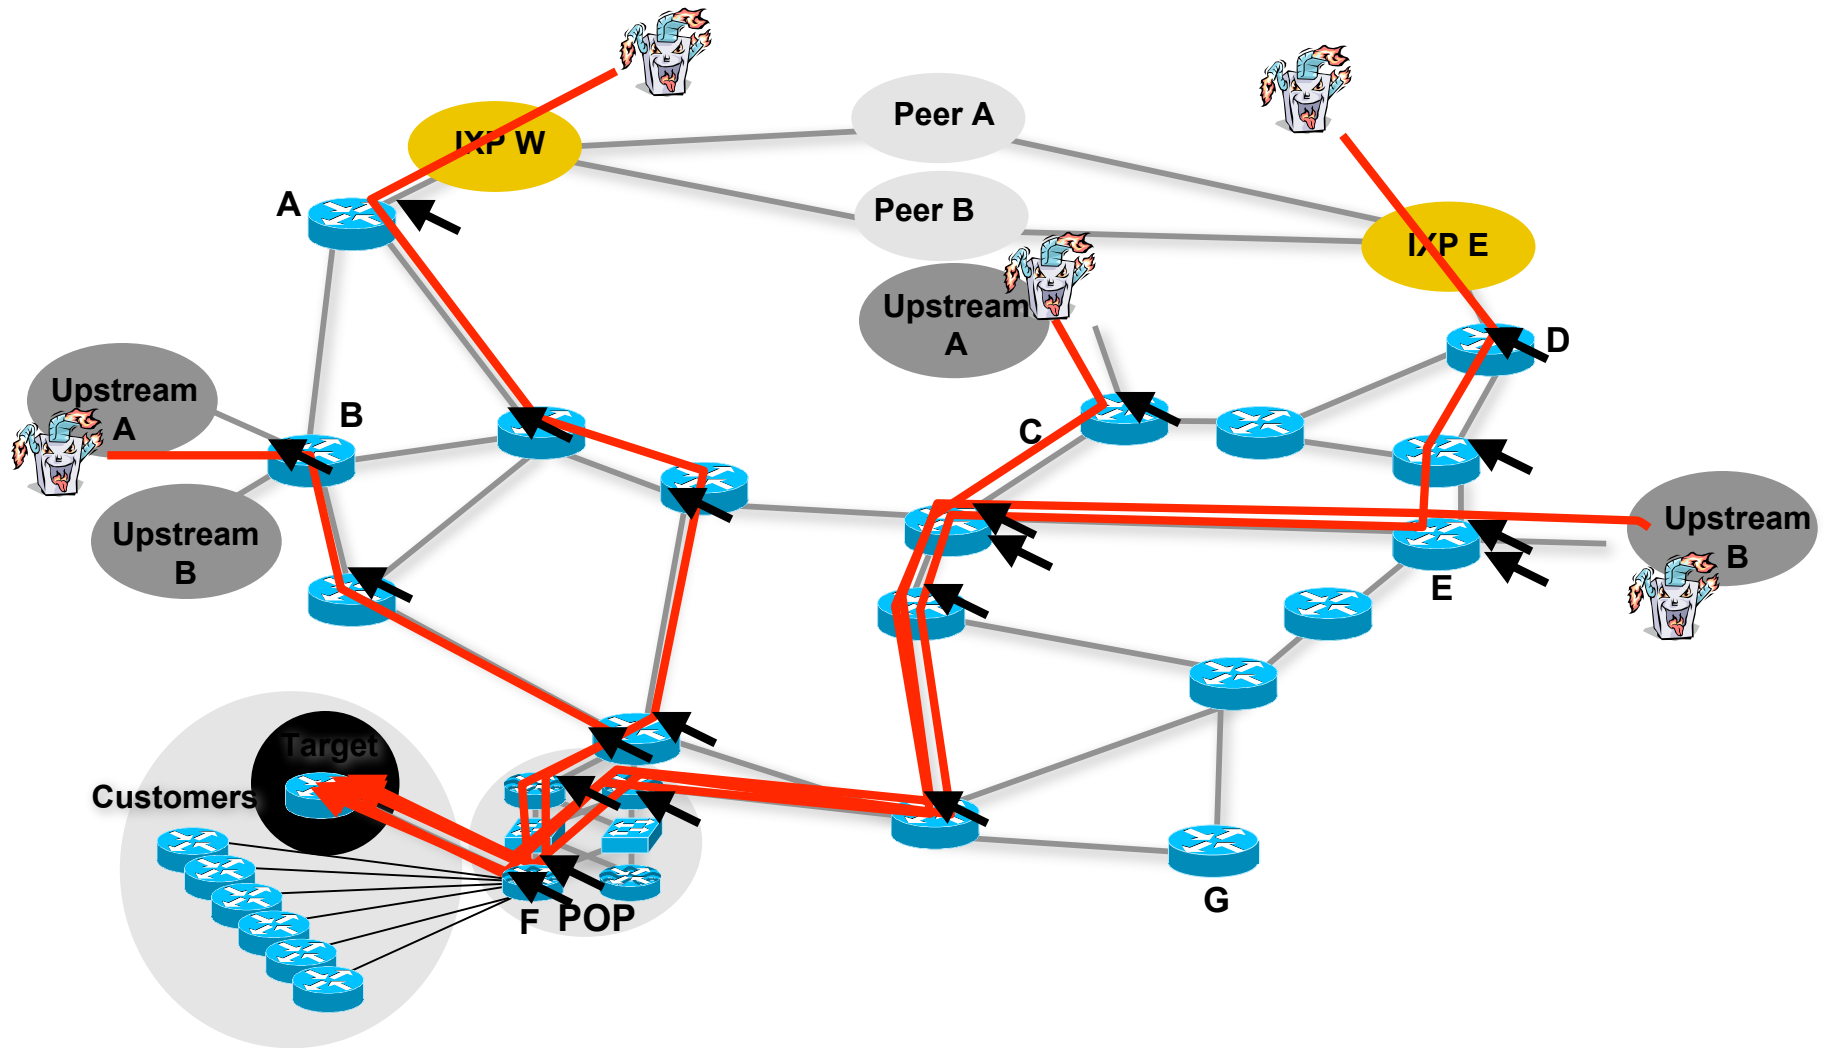 IXP W
Peer A
Peer B
A
IXP E
Upstream
A
D
Upstream
A
B
C
Upstream
B
Upstream
B
E
Target
Customers
F
POP
G